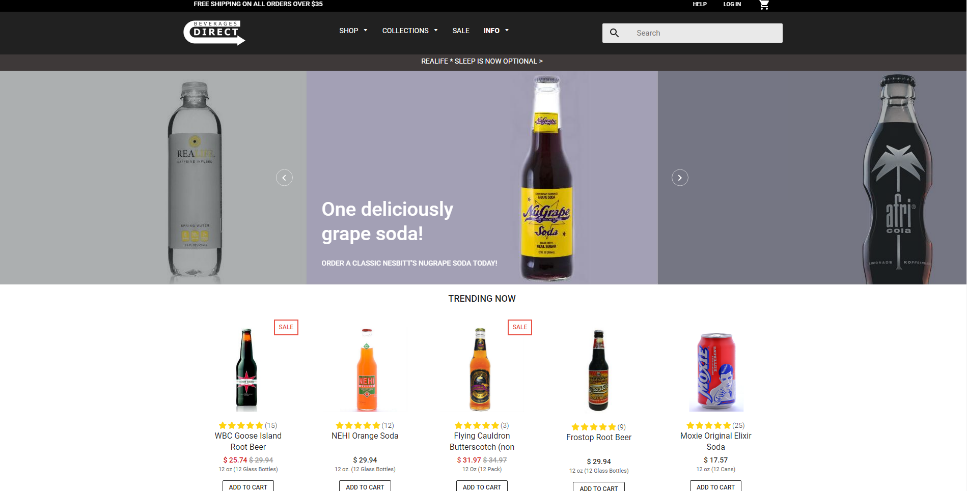 FREE SHIPPING ON ALL ORDERS OVER $35
HELP LOG IN
BEVERAGES
DIRECT
SHOP COLLECTIONS SALE INFO
Search
REALIFE * SLEEP IS NOW OPTIONAL >
NuGrape
Soda
afri
cola
One deliciously
grape soda!
ORDER A CLASSIC NESBITT'S NUGRAPE SODA TODAY!
TRENDING NOW
SALE
SALE
NEHI
MOXIE
(15) (12) (3) (9) (25)
WBC Goose Island
Root Beer
NEHI Orange Soda
Flying Cauldron
Butterscotch (non
Frostop Root Beer
Moxie Original Elixir
Soda
$ 25.74 $ 29.94
$ 29.94
$ 31.97 $ 34.97
$ 29.94
$ 17.57
12 oz (12 Glass Bottles)
12 oz (12 Glass Bottles)
12 Oz (12 Pack)
12 oz (12 Glass Bottles)
12 oz (12 Cans)
ADD TO CART
ADD TO CART
ADD TO CART
ADD TO CART
ADD TO CART